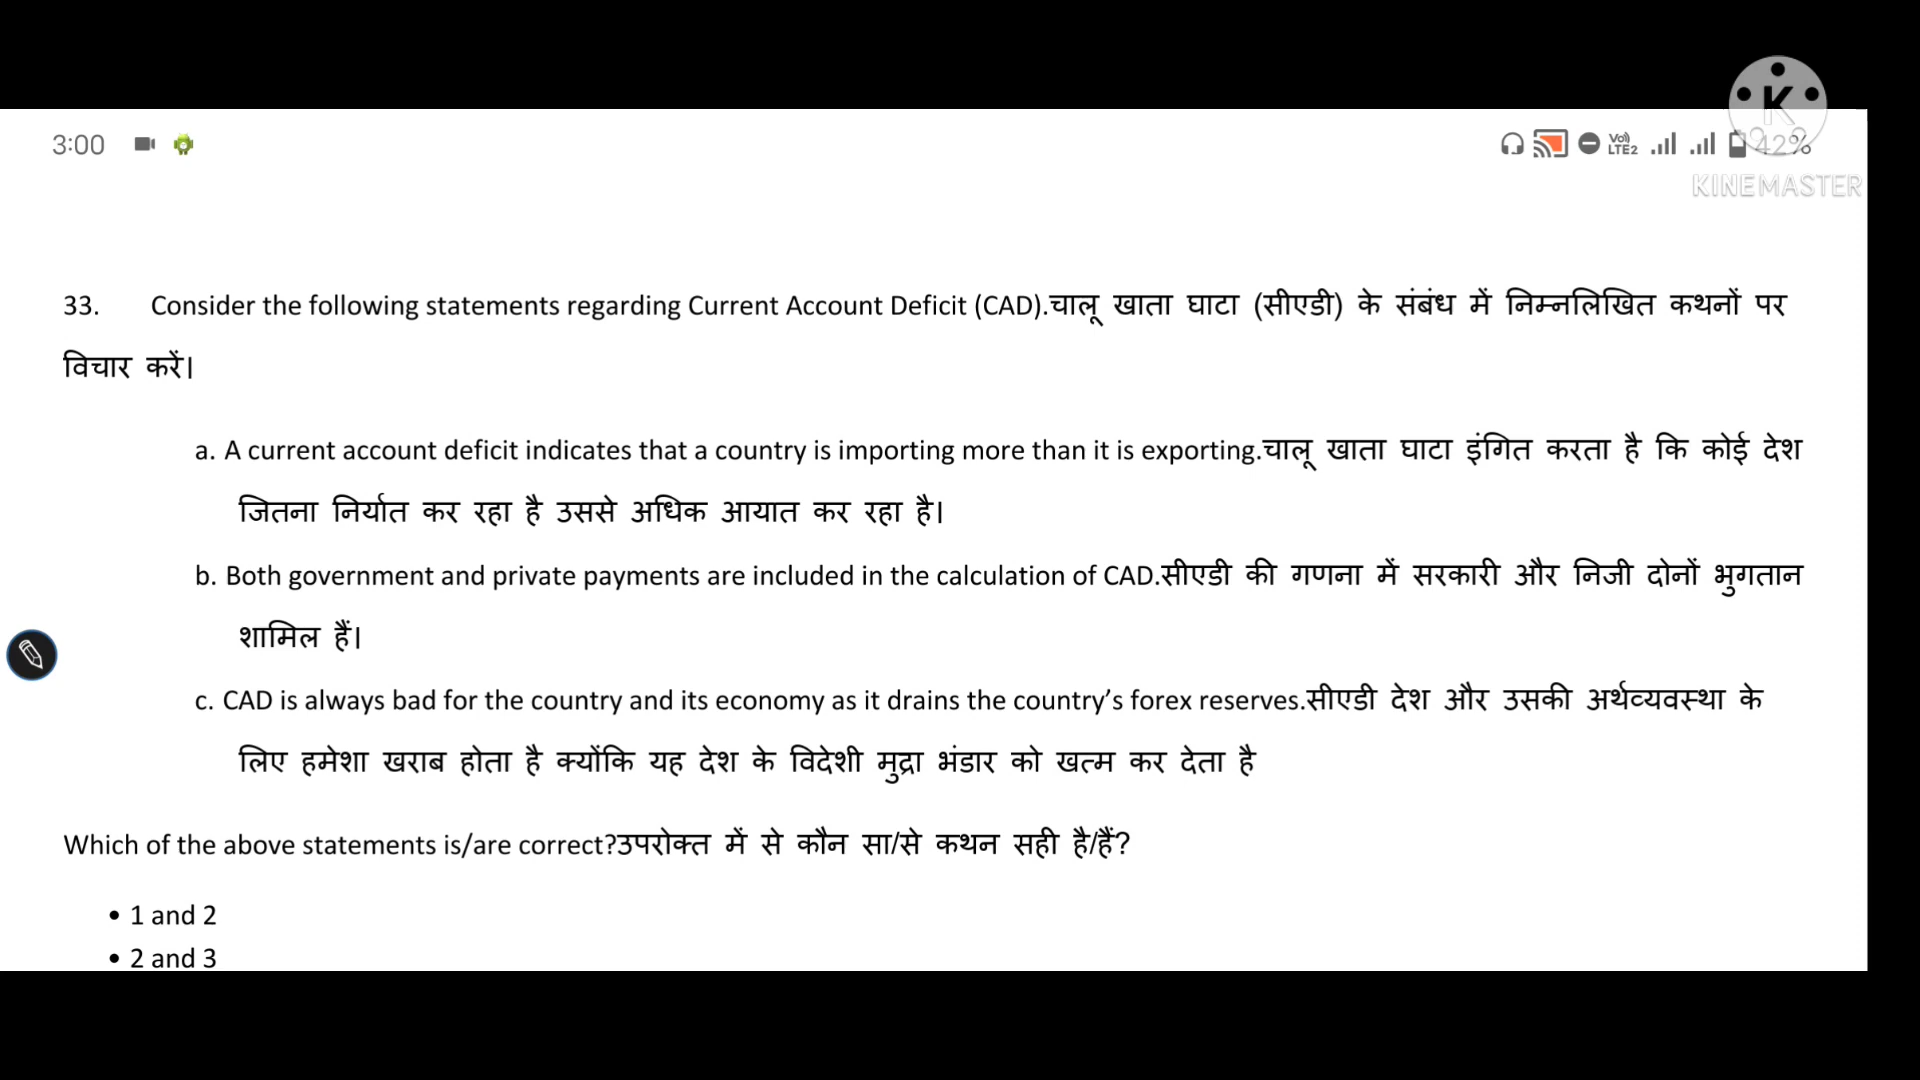 3:00
Vo)) LTE2 42%
K
KINEMASTER
33. Consider the following statements regarding Current Account Deficit (CAD).चालू खाता घाटा (सीएडी) के संबंध में निम्नलिखित कथनों पर
विचार करें।
a. A current account deficit indicates that a country is importing more than it is exporting.चालू खाता घाटा इंगित करता है कि कोई देश
जितना निर्यात कर रहा है उससे अधिक आयात कर रहा है।
b. Both government and private payments are included in the calculation of CAD.सीएडी की गणना में सरकारी और निजी दोनों भुगतान
शामिल हैं।
c. CAD is always bad for the country and its economy as it drains the country’s forex reserves.सीएडी देश और उसकी अर्थव्यवस्था के
लिए हमेशा खराब होता है क्योंकि यह देश के विदेशी मुद्रा भंडार को खत्म कर देता है
Which of the above statements is/are correct?उपरोक्त में से कौन सा/से कथन सही है/हैं?
• 1 and 2
• 2 and 3